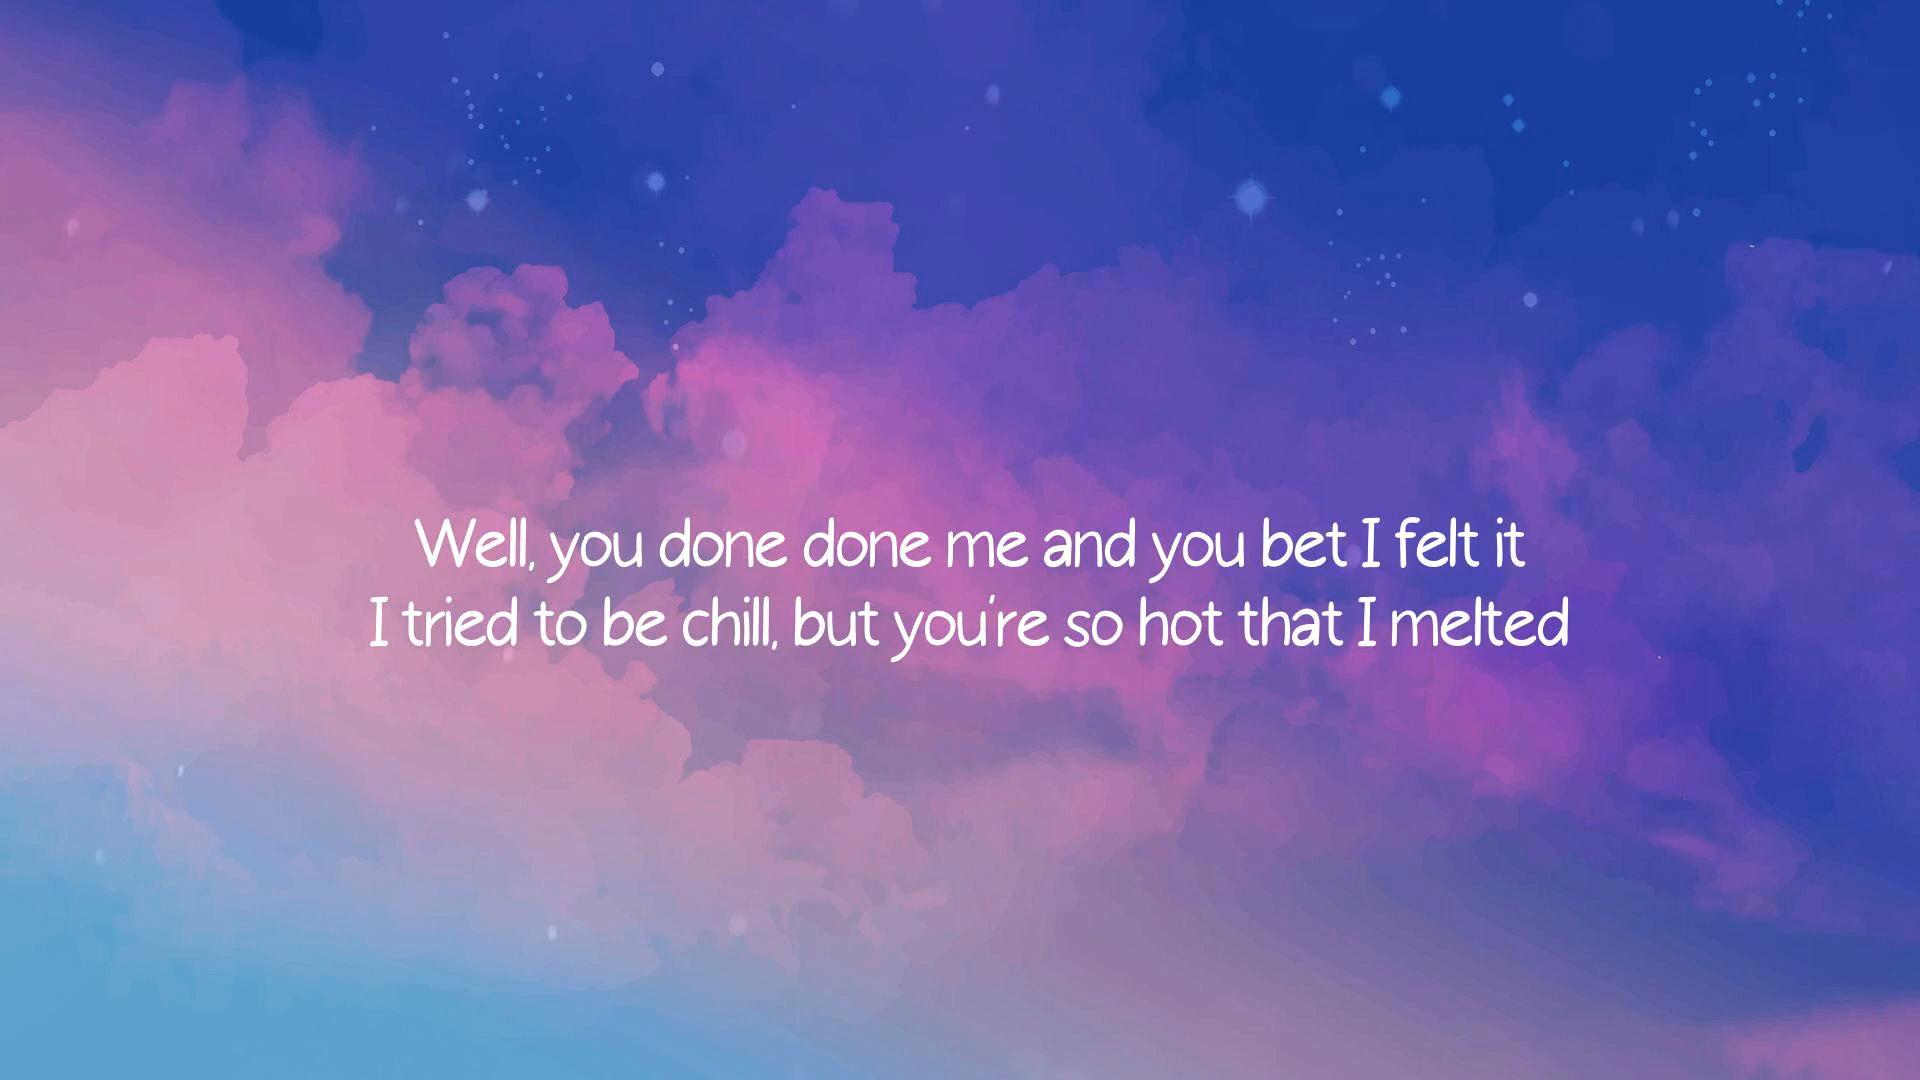 Well, you done done me and you bet I felt it
I tried to be chill, but you're so hot that I melted